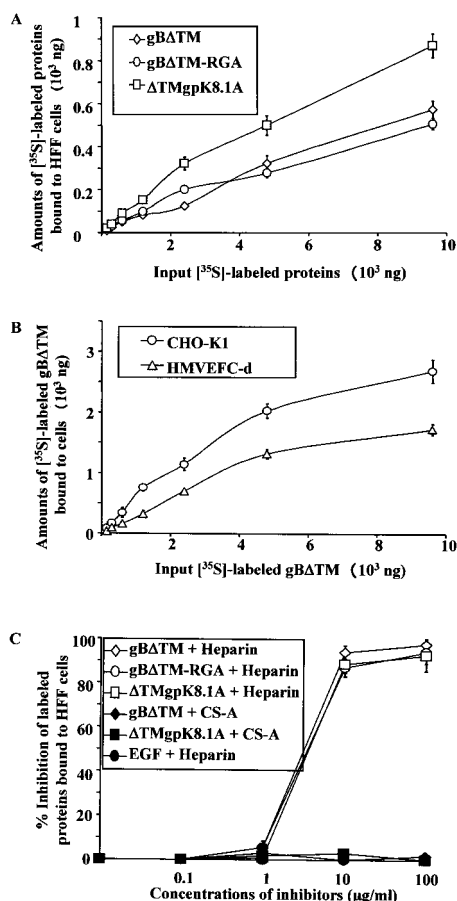 A
1
0.8
0.6
0.4
0.2
0
gBΔTM
gBΔTM-RGA
ΔTMgpK8.1A
Amounts of [³⁵S]-labeled proteins
bound to HFF cells (10³ ng)
2 4 6 8 10
Input [³⁵S]-labeled proteins (10³ ng)
B
3
2
1
0
CHO-K1
HMVEFC-d
Amounts of [³⁵S]-labeled gBΔTM
bound to cells (10³ ng)
2 4 6 8 10
Input [³⁵S]-labeled gBΔTM (10³ ng)
C
100
80
60
40
20
0
gBΔTM + Heparin
gBΔTM-RGA + Heparin
ΔTMgpK8.1A + Heparin
gBΔTM + CS-A
ΔTMgpK8.1A + CS-A
EGF + Heparin
% Inhibition of labeled
proteins bound to HFF cells
0.1 1 10 100
Concentrations of inhibitors (μg/ml)